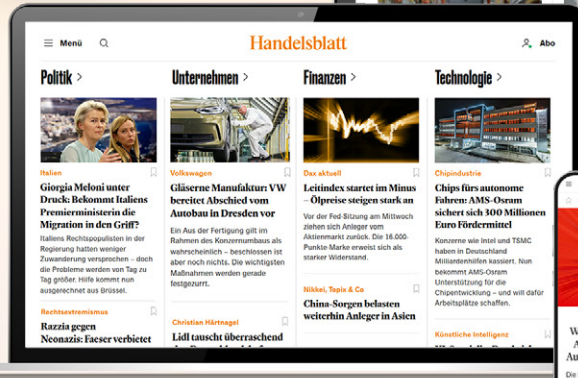 Menü
Handelsblatt
Abo
Politik >
Italien
Giorgia Meloni unter
Druck: Bekommt Italiens
Premierministerin die
Migration in den Griff?
Italiens Rechtspopulisten in der
Regierung hatten weniger
Zuwanderung versprochen – doch
die Probleme werden von Tag zu
Tag größer. Hilfe kommt nun
ausgerechnet aus Brüssel.
Rechtsextremismus
Razzia gegen
Neonazis: Faeser verbietet
Unternehmen >
Volkswagen
Gläserne Manufaktur: VW
bereitet Abschied vom
Autobau in Dresden vor
Ein Aus der Fertigung gilt im
Rahmen des Konzernumbaus als
wahrscheinlich – beschlossen ist
aber noch nichts. Die wichtigsten
Maßnahmen werden gerade
festgezurrt.
Christian Härtnagel
Lidl tauscht überraschend
Finanzen >
Dax aktuell
Leitindex startet im Minus
– Ölpreise steigen stark an
Vor der Fed-Sitzung am Mittwoch
ziehen sich Anleger vom
Aktienmarkt zurück. Die 16.000-
Punkte-Marke erweist sich als
starker Widerstand.
Nikkei, Topix & Co
China-Sorgen belasten
weiterhin Anleger in Asien
Technologie >
Chipindustrie
Chips fürs autonome
Fahren: AMS-Osram
sichert sich 300 Millionen
Euro Fördermittel
Konzerne wie Intel und TSMC
haben in Deutschland
Milliardenhilfen kassiert. Nun
bekommt AMS-Osram
Unterstützung für die
Chipentwicklung – und will dafür
Arbeitsplätze schaffen.
Künstliche Intelligenz
W
A
Au
Die